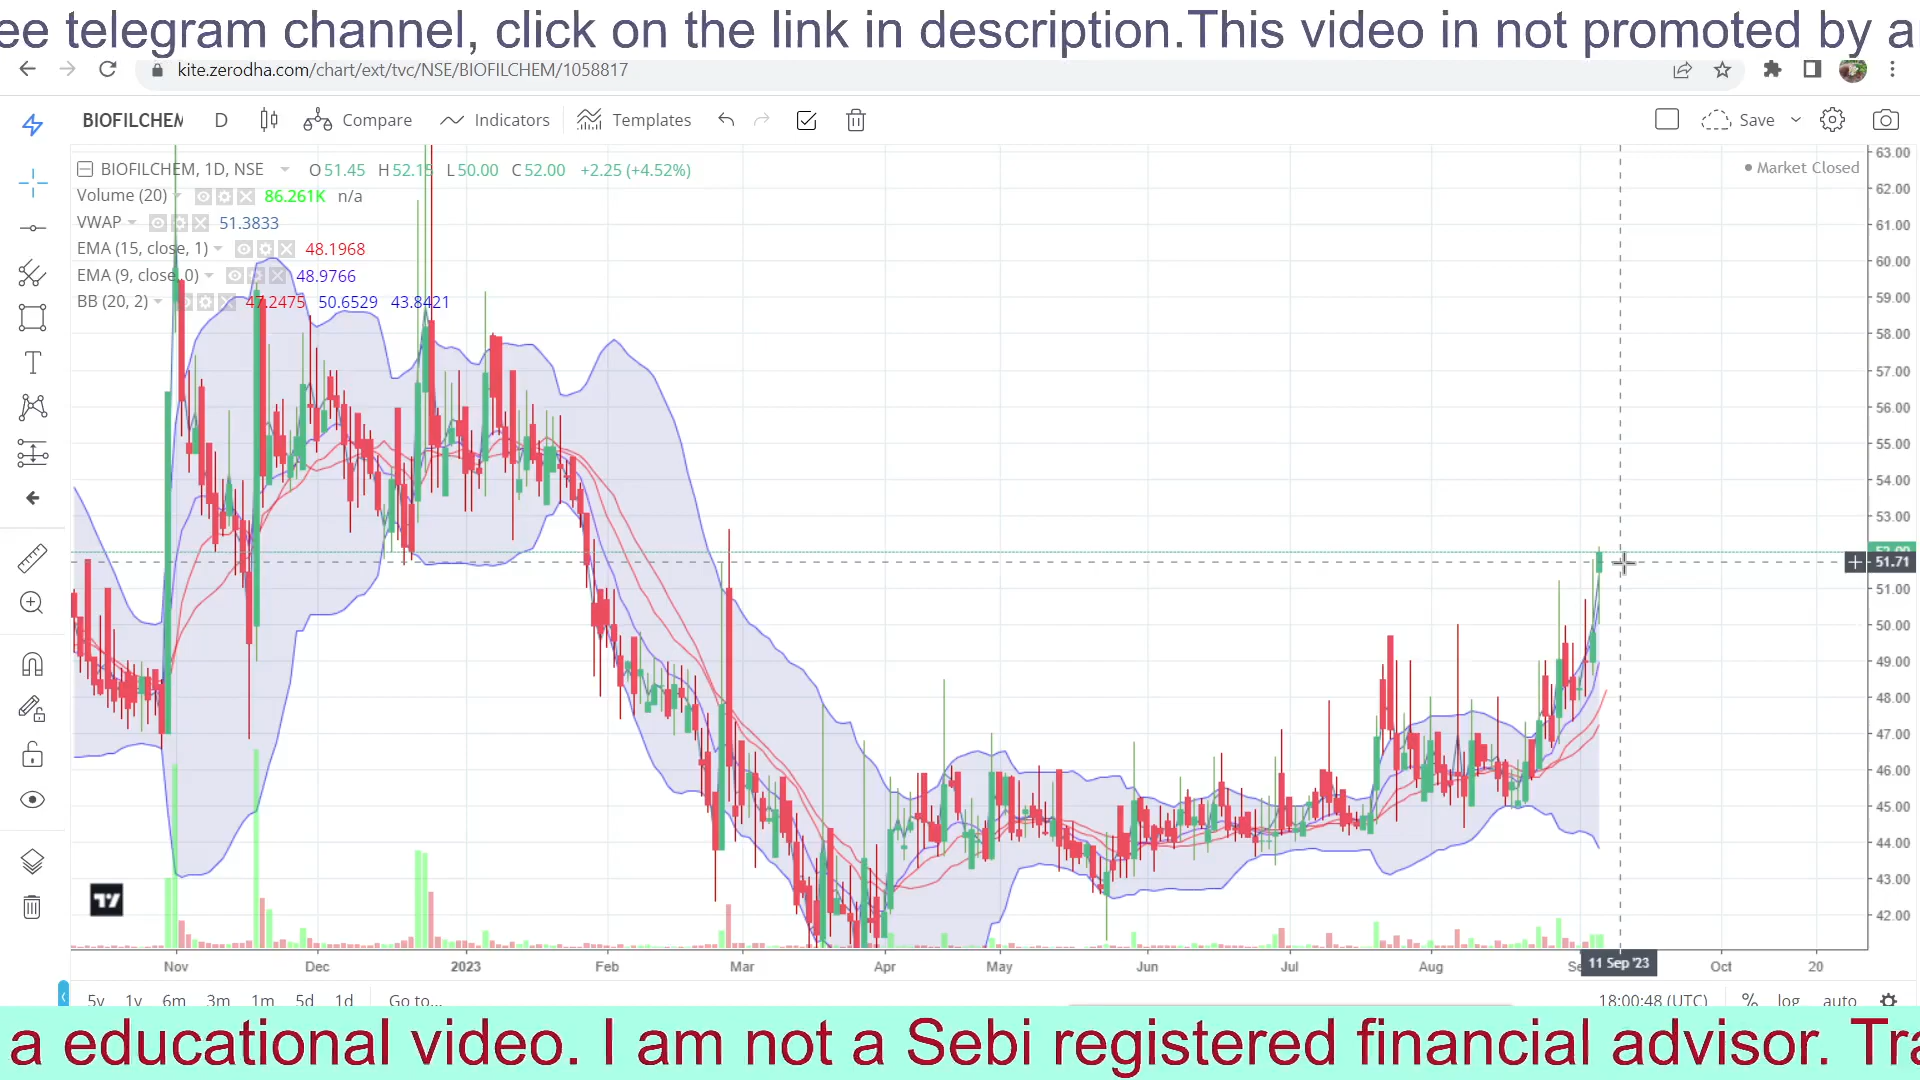 ee telegram channel, click on the link in description.This video in not promoted by a
kite.zerodha.com/chart/ext/tvc/NSE/BIOFILCHEM/1058817
BIOFILCHEM D Compare Indicators Templates Save
BIOFILCHEM, 1D, NSE O51.45 H52.15 L50.00 C52.00 +2.25 (+4.52%)
Market Closed
Volume (20) 86.261K n/a
VWAP 51.3833
EMA (15, close, 1) 48.1968
EMA (9, close, 0) 48.9766
BB (20, 2) 47.2475 50.6529 43.8421
63.00
62.00
61.00
60.00
59.00
58.00
57.00
56.00
55.00
54.00
53.00
52.00
51.71
51.00
50.00
49.00
48.00
47.00
46.00
45.00
44.00
43.00
42.00
Nov Dec 2023 Feb Mar Apr May Jun Jul Aug Se 11 Sep '23 Oct 20
5y 1y 6m 3m 1m 5d 1d Go to... 18:00:48 (UTC) % log auto
a educational video. I am not a Sebi registered financial advisor. Tra